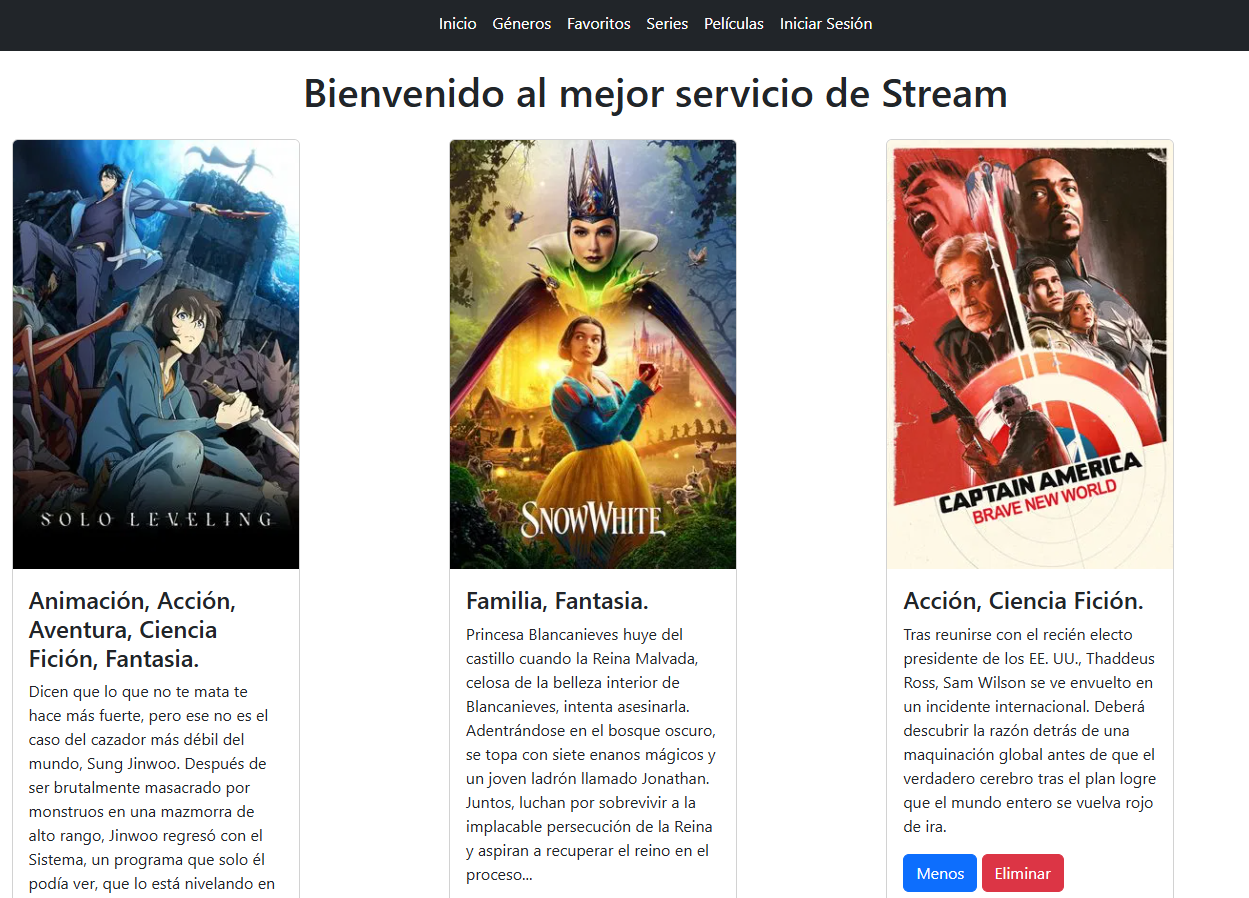 Inicio Géneros Favoritos Series Películas Iniciar Sesión
Bienvenido al mejor servicio de Stream
SOLO LEVELING
Animación, Acción,
Aventura, Ciencia
Fición, Fantasia.
Dicen que lo que no te mata te
hace más fuerte, pero ese no es el
caso del cazador más débil del
mundo, Sung Jinwoo. Después de
ser brutalmente masacrado por
monstruos en una mazmorra de
alto rango, Jinwoo regresó con el
Sistema, un programa que solo él
podía ver, que lo está nivelando en
SNOW WHITE
Familia, Fantasia.
Princesa Blancanieves huye del
castillo cuando la Reina Malvada,
celosa de la belleza interior de
Blancanieves, intenta asesinarla.
Adentrándose en el bosque oscuro,
se topa con siete enanos mágicos y
un joven ladrón llamado Jonathan.
Juntos, luchan por sobrevivir a la
implacable persecución de la Reina
y aspiran a recuperar el reino en el
proceso...
CAPTAIN AMERICA
BRAVE NEW WORLD
Acción, Ciencia Fición.
Tras reunirse con el recién electo
presidente de los EE. UU., Thaddeus
Ross, Sam Wilson se ve envuelto en
un incidente internacional. Deberá
descubrir la razón detrás de una
maquinación global antes de que el
verdadero cerebro tras el plan logre
que el mundo entero se vuelva rojo
de ira.
Menos Eliminar